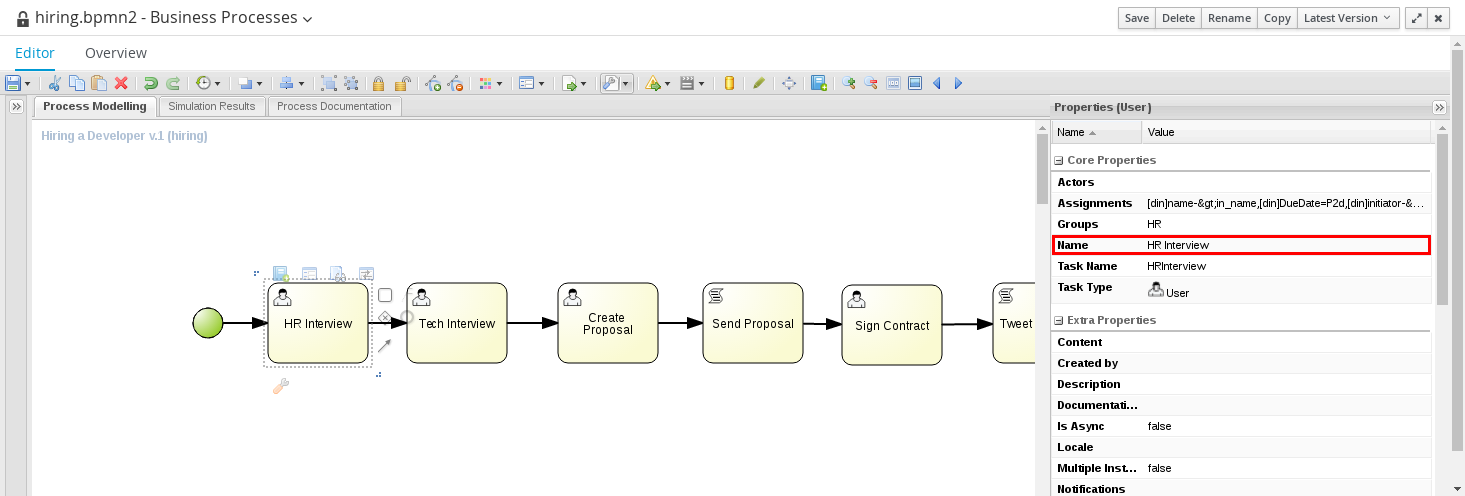 hiring.bpmn2 - Business Processes
Save Delete Rename Copy Latest Version
Editor Overview
Process Modelling Simulation Results Process Documentation
Properties (User)
Hiring a Developer v.1 (hiring)
Name Value
Core Properties
Actors
Assignments [din]name-&gt;in_name,[din]DueDate=P2d,[din]initiator-&...
Groups HR
Name HR Interview
Task Name HRInterview
Task Type User
Extra Properties
Content
Created by
Description
Documentati...
Is Async false
Locale
Multiple Inst... false
Notifications
HR Interview
Tech Interview
Create
Proposal
Send Proposal
Sign Contract
Tweet